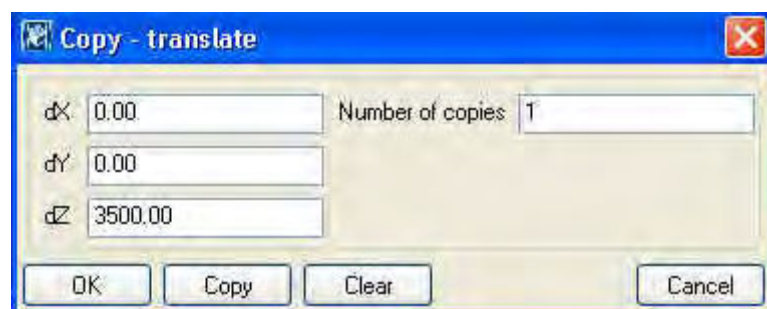 Copy - translate
dX 0.00 Number of copies 1
dY 0.00
dZ 3500.00
OK Copy Clear Cancel